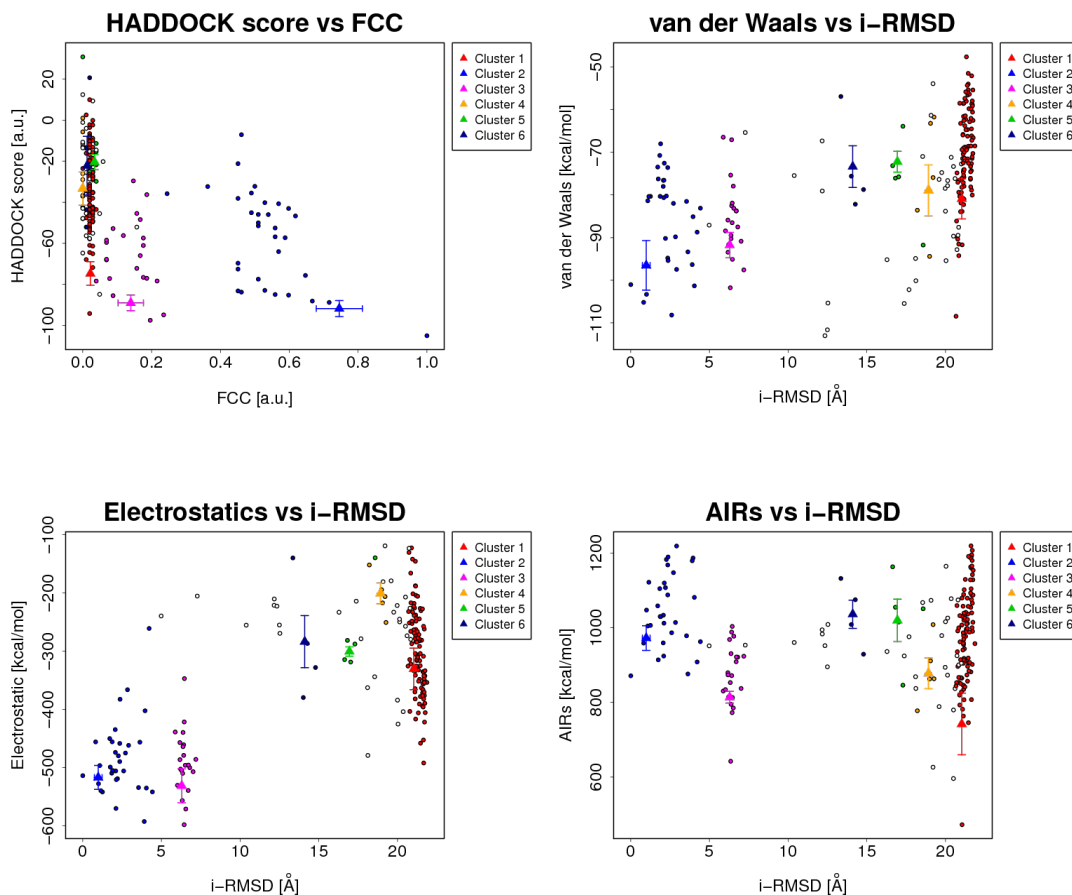 HADDOCK score vs FCC
HADDOCK score [a.u.]
20
0
−20
−60
−100
0.0
0.2
0.4
0.6
0.8
1.0
FCC [a.u.]
Cluster 1
Cluster 2
Cluster 3
Cluster 4
Cluster 5
Cluster 6
van der Waals vs i−RMSD
van der Waals [kcal/mol]
−50
−70
−90
−110
0
5
10
15
20
i−RMSD [Å]
Cluster 1
Cluster 2
Cluster 3
Cluster 4
Cluster 5
Cluster 6
Electrostatics vs i−RMSD
Electrostatic [kcal/mol]
−100
−200
−300
−400
−500
−600
0
5
10
15
20
i−RMSD [Å]
Cluster 1
Cluster 2
Cluster 3
Cluster 4
Cluster 5
Cluster 6
AIRs vs i−RMSD
AIRs [kcal/mol]
1200
1000
800
600
0
5
10
15
20
i−RMSD [Å]
Cluster 1
Cluster 2
Cluster 3
Cluster 4
Cluster 5
Cluster 6